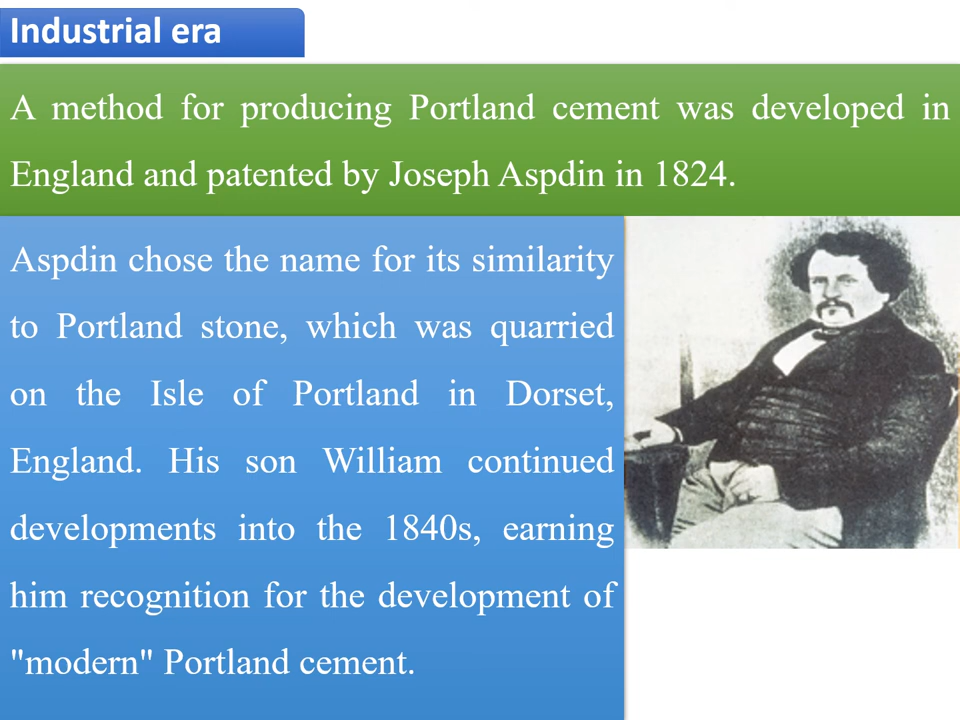 Industrial era
A method for producing Portland cement was developed in
England and patented by Joseph Aspdin in 1824.
Aspdin chose the name for its similarity
to Portland stone, which was quarried
on the Isle of Portland in Dorset,
England. His son William continued
developments into the 1840s, earning
him recognition for the development of
"modern" Portland cement.